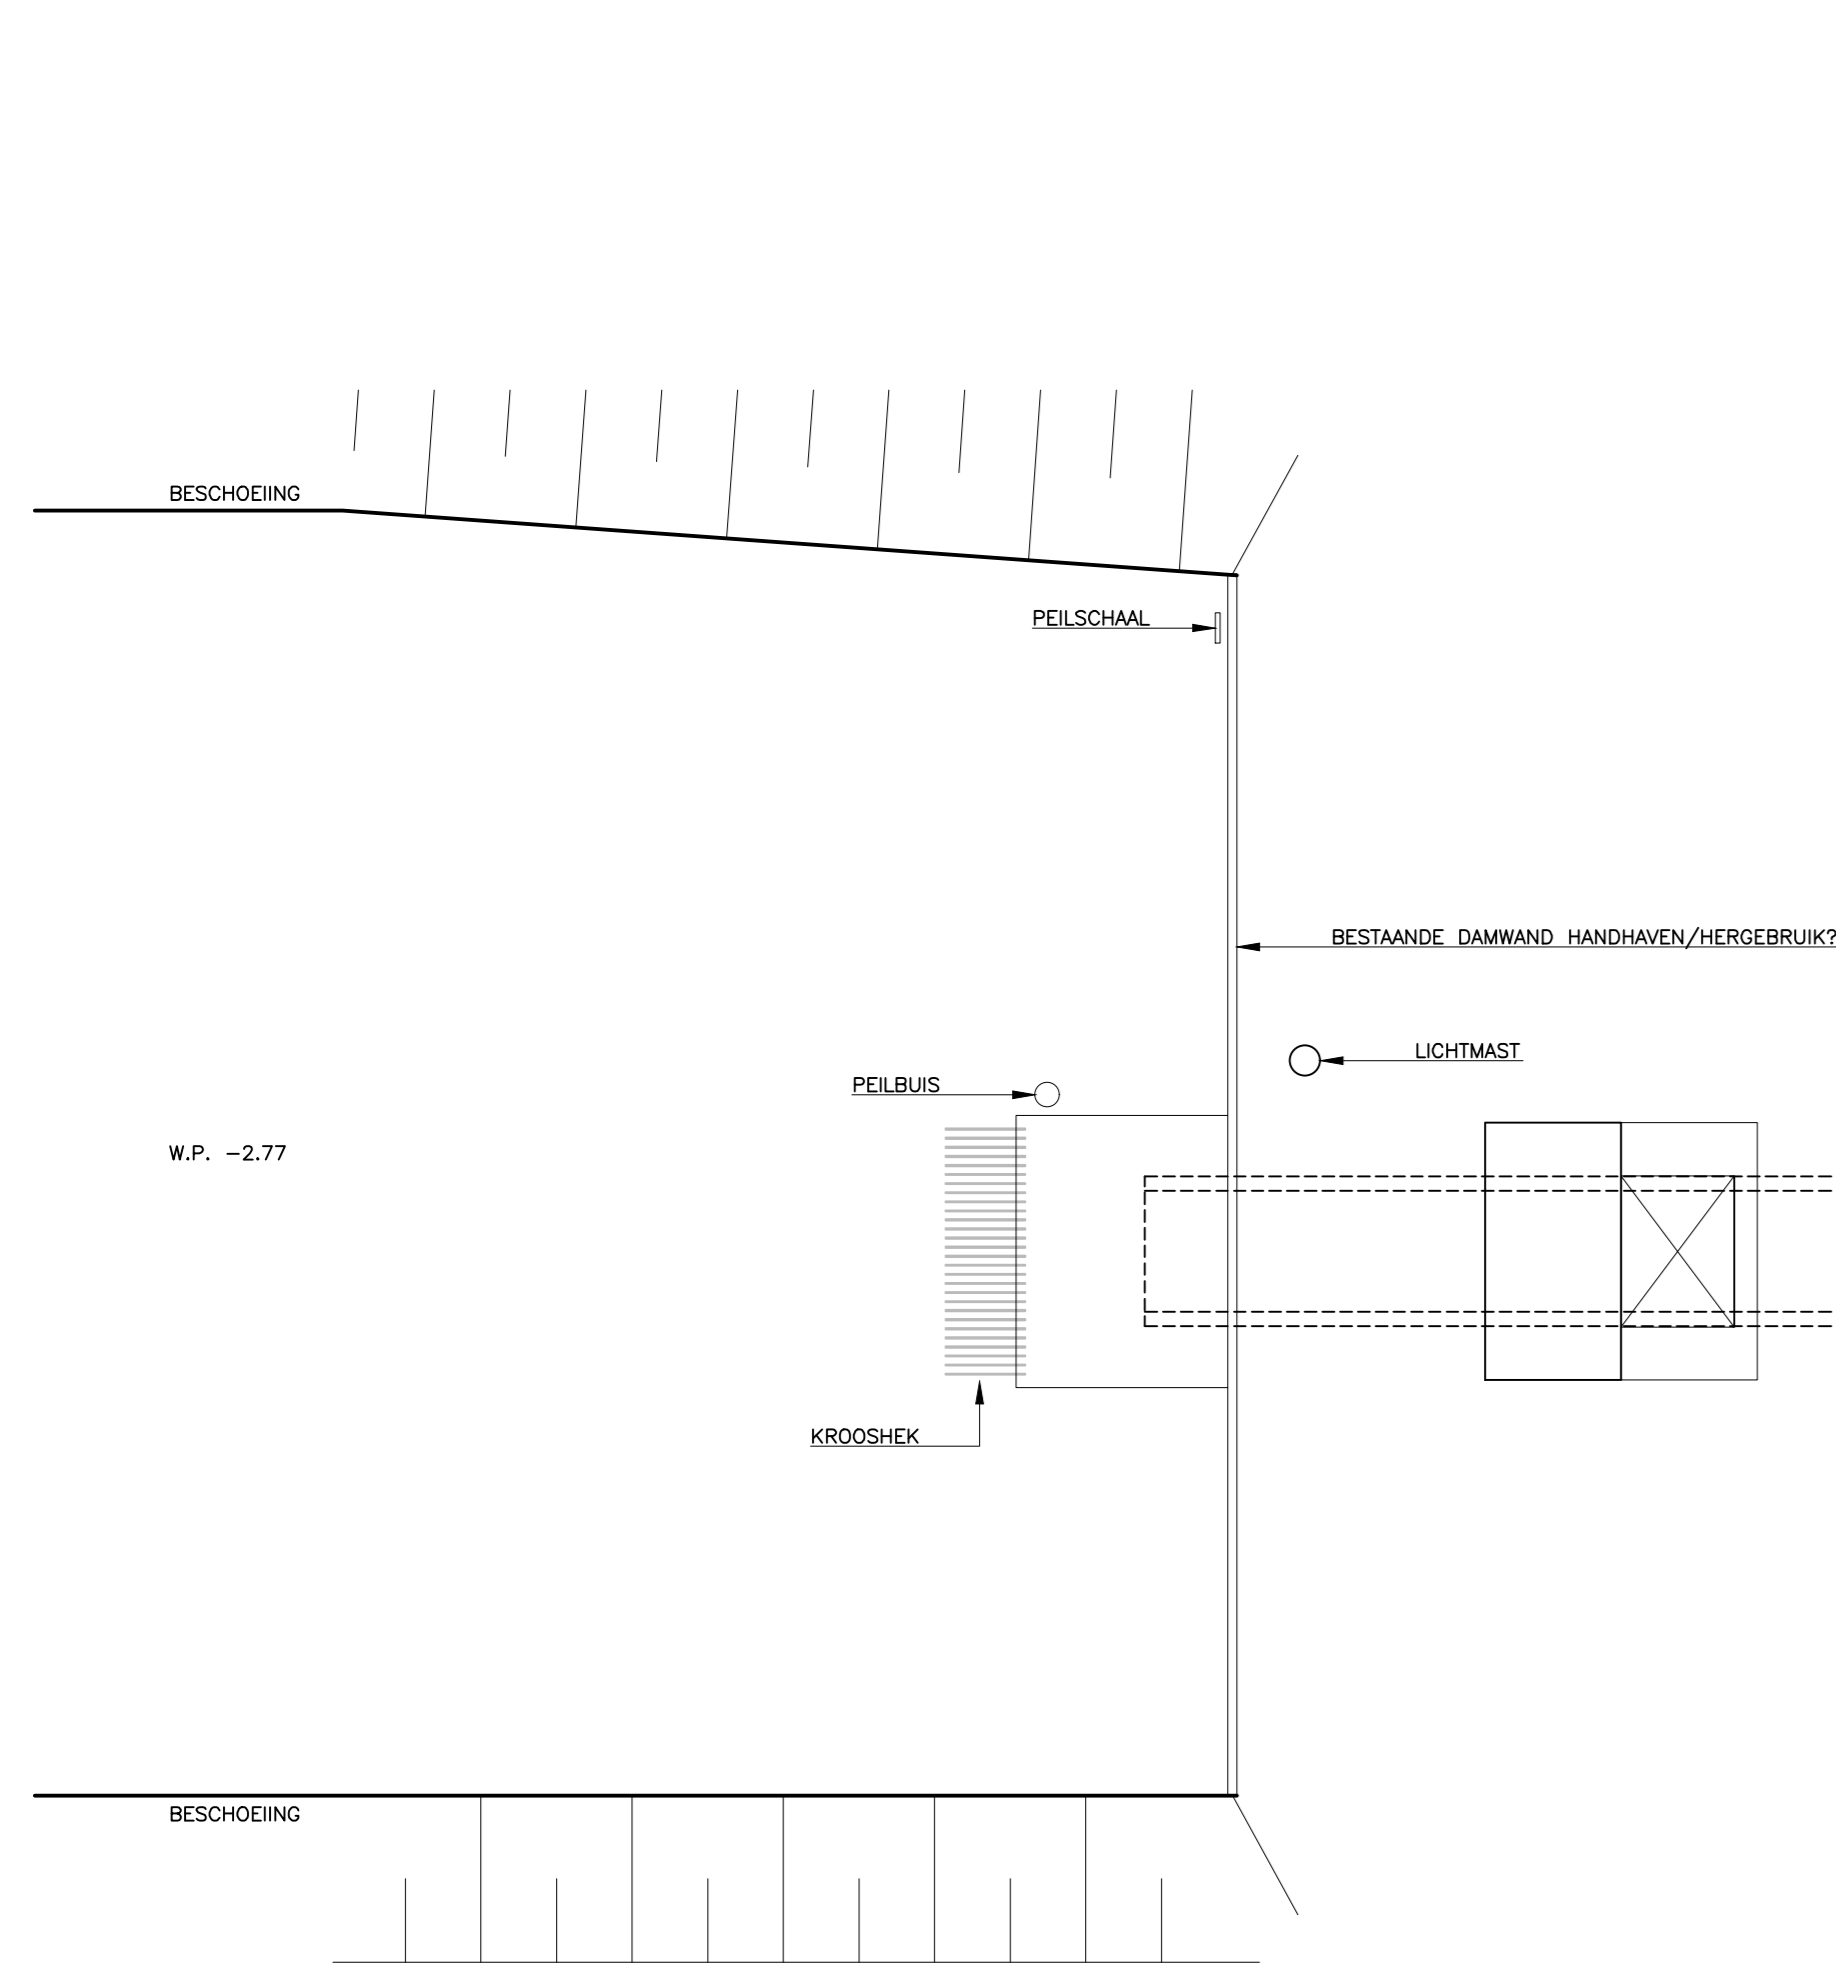 BESCHOEIING
PEILSCHAAL
BESTAANDE DAMWAND HANDHAVEN/HERGEBRUIK?
LICHTMAST
PEILBUIS
W.P. -2.77
KROOSHEK
BESCHOEIING